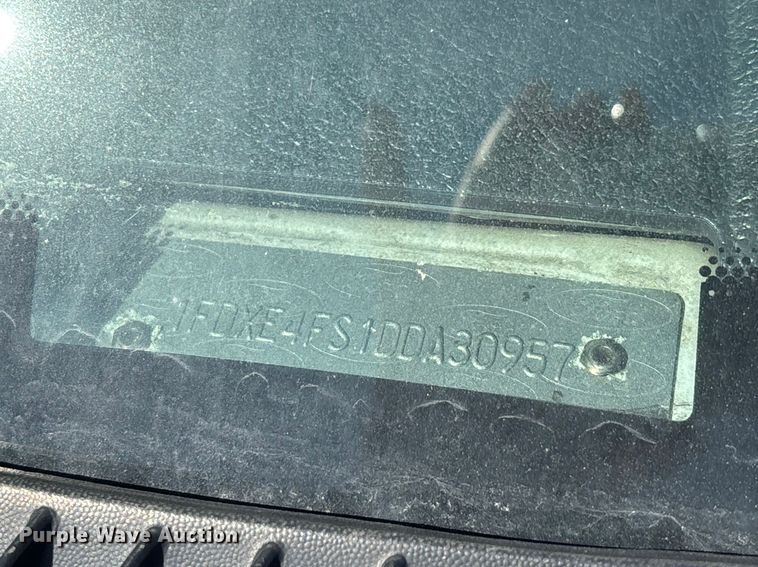 1FDXE4FS1DDA30957
Purple Wave Auction